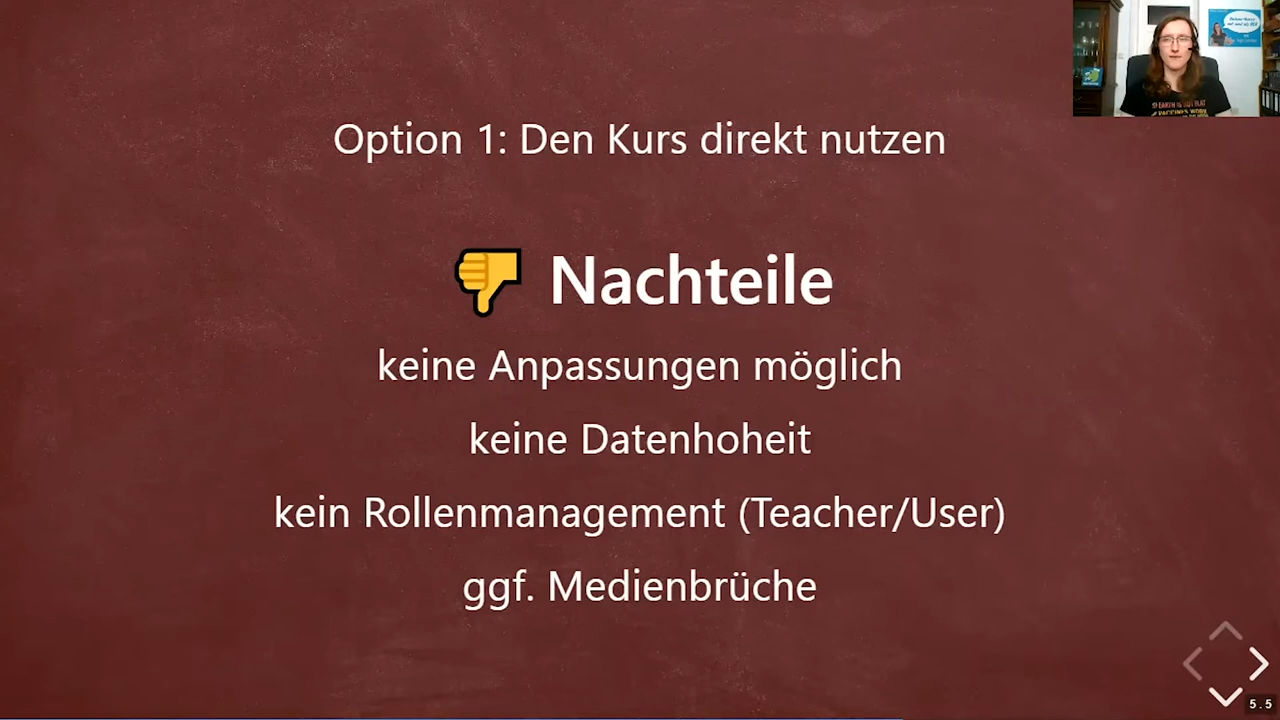 Option 1: Den Kurs direkt nutzen
Nachteile
keine Anpassungen möglich
keine Datenhoheit
kein Rollenmanagement (Teacher/User)
ggf. Medienbrüche
5.5